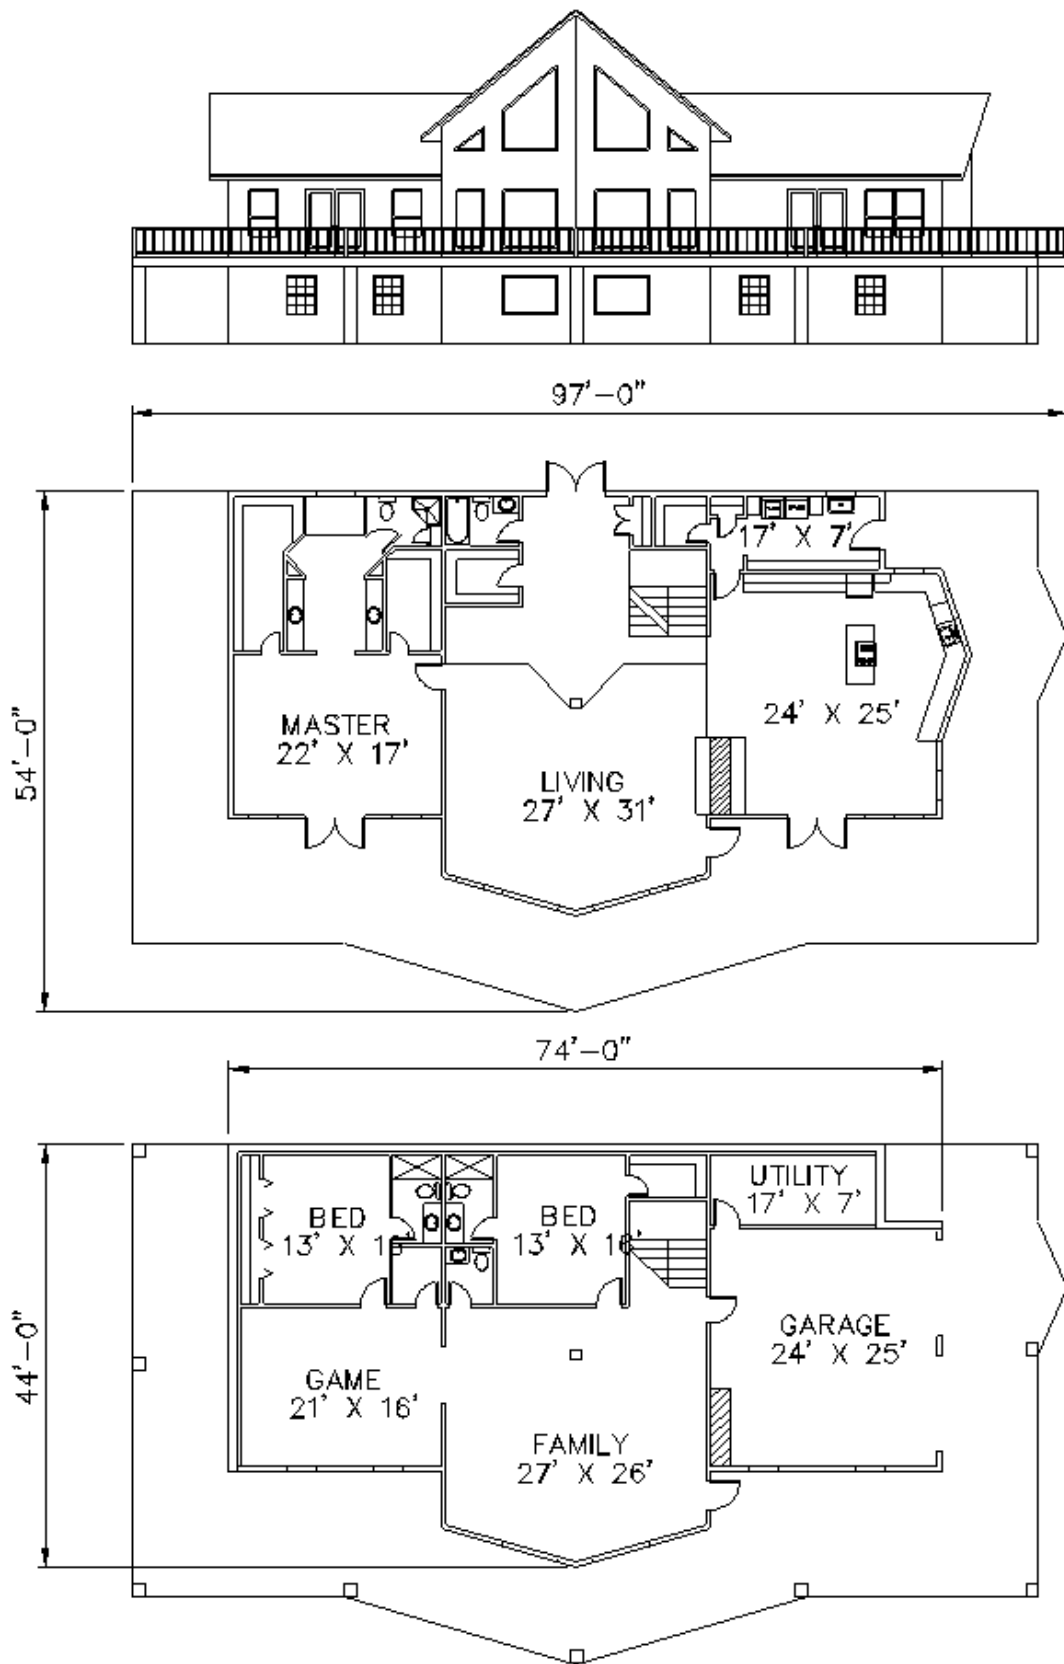 97'-0"
17' X 7'
54'-0"
MASTER
22' X 17'
24' X 25'
LIVING
27' X 31'
74'-0"
UTILITY
17' X 7'
BED
13' X
BED
13' X 16'
44'-0"
GARAGE
24' X 25'
GAME
21' X 16'
FAMILY
27' X 26'